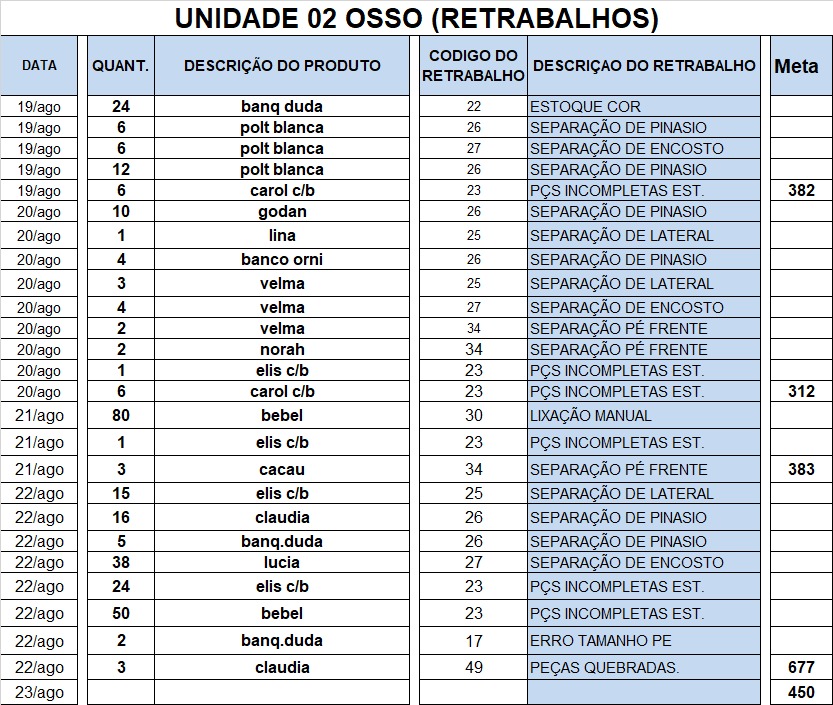 UNIDADE 02 OSSO (RETRABALHOS)
DATA QUANT. DESCRIÇÃO DO PRODUTO CODIGO DO RETRABALHO DESCRIÇAO DO RETRABALHO Meta
19/ago 24 banq duda 22 ESTOQUE COR
19/ago 6 polt blanca 26 SEPARAÇÃO DE PINASIO
19/ago 6 polt blanca 27 SEPARAÇÃO DE ENCOSTO
19/ago 12 polt blanca 26 SEPARAÇÃO DE PINASIO
19/ago 6 carol c/b 23 PÇS INCOMPLETAS EST. 382
20/ago 10 godan 26 SEPARAÇÃO DE PINASIO
20/ago 1 lina 25 SEPARAÇÃO DE LATERAL
20/ago 4 banco orni 26 SEPARAÇÃO DE PINASIO
20/ago 3 velma 25 SEPARAÇÃO DE LATERAL
20/ago 4 velma 27 SEPARAÇÃO DE ENCOSTO
20/ago 2 velma 34 SEPARAÇÃO PÉ FRENTE
20/ago 2 norah 34 SEPARAÇÃO PÉ FRENTE
20/ago 1 elis c/b 23 PÇS INCOMPLETAS EST.
20/ago 6 carol c/b 23 PÇS INCOMPLETAS EST. 312
21/ago 80 bebel 30 LIXAÇÃO MANUAL
21/ago 1 elis c/b 23 PÇS INCOMPLETAS EST.
21/ago 3 cacau 34 SEPARAÇÃO PÉ FRENTE 383
22/ago 15 elis c/b 25 SEPARAÇÃO DE LATERAL
22/ago 16 claudia 26 SEPARAÇÃO DE PINASIO
22/ago 5 banq.duda 26 SEPARAÇÃO DE PINASIO
22/ago 38 lucia 27 SEPARAÇÃO DE ENCOSTO
22/ago 24 elis c/b 23 PÇS INCOMPLETAS EST.
22/ago 50 bebel 23 PÇS INCOMPLETAS EST.
22/ago 2 banq.duda 17 ERRO TAMANHO PE
22/ago 3 claudia 49 PEÇAS QUEBRADAS. 677
23/ago 450